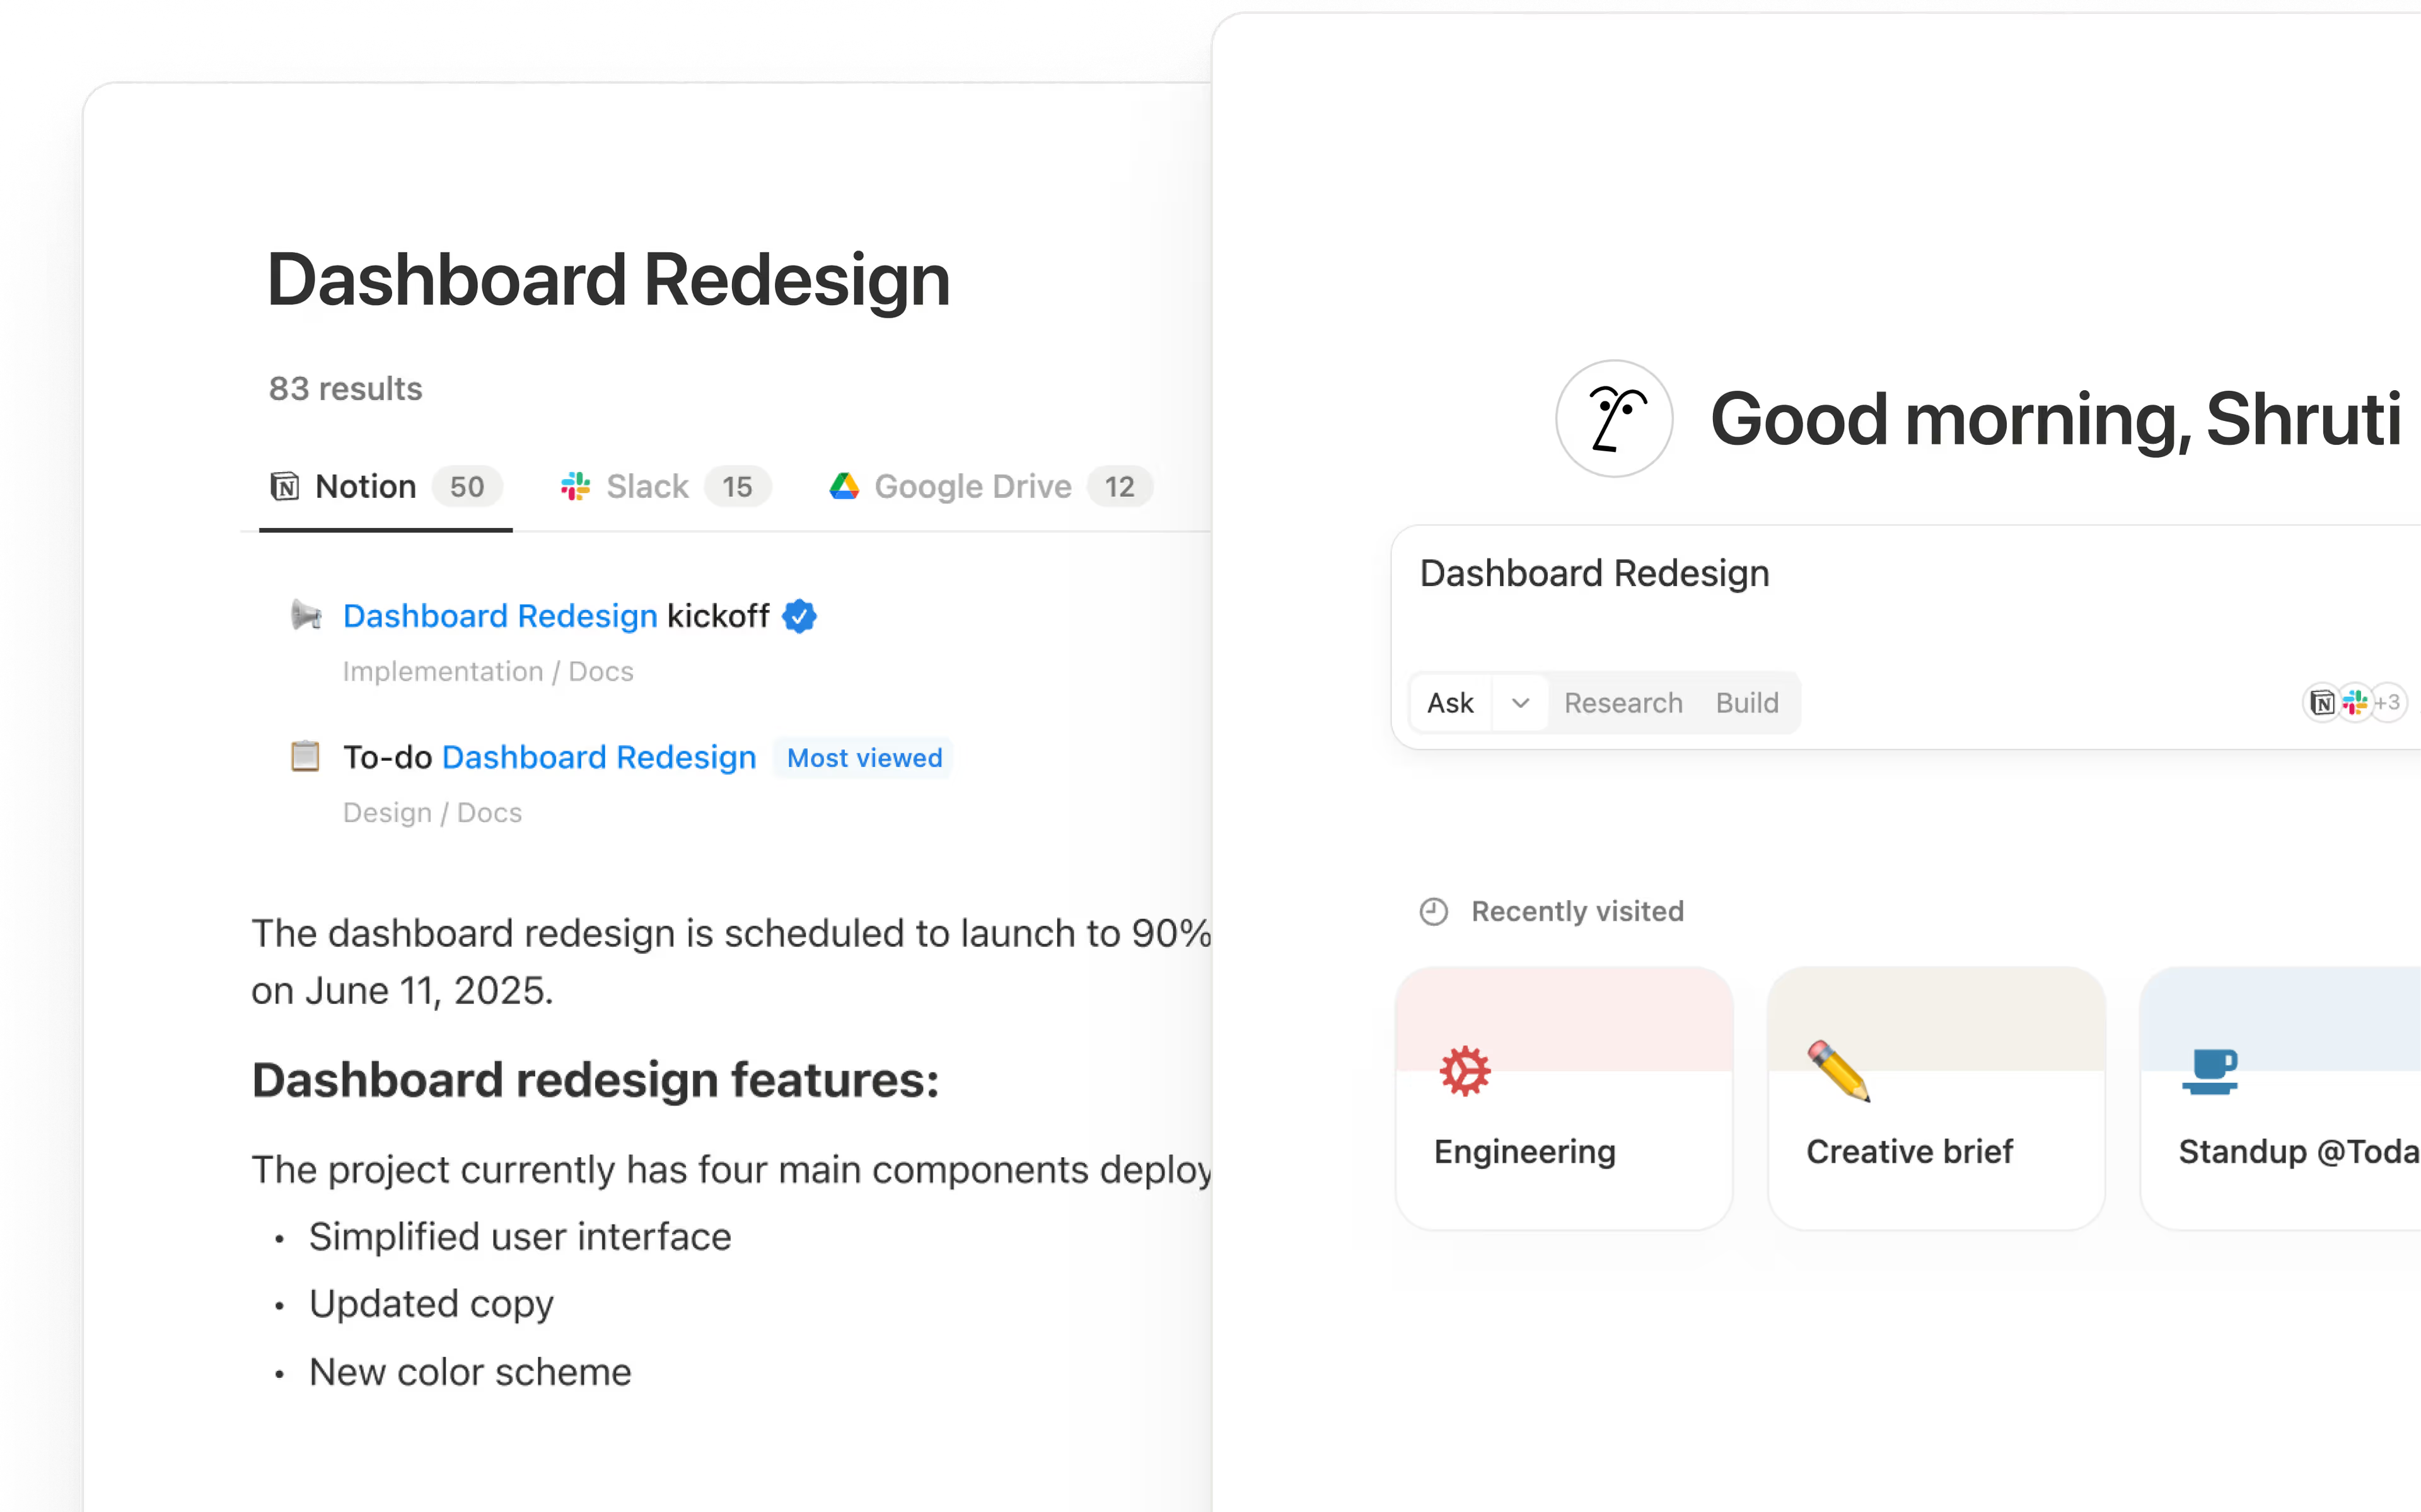 Dashboard Redesign
83 results
Notion 50 Slack 15 Google Drive 12
Dashboard Redesign kickoff
Implementation / Docs
To-do Dashboard Redesign Most viewed
Design / Docs
The dashboard redesign is scheduled to launch to 90%
on June 11, 2025.
Dashboard redesign features:
The project currently has four main components deploy
• Simplified user interface
• Updated copy
• New color scheme
Good morning, Shruti
Dashboard Redesign
Ask Research Build +3
Recently visited
Engineering
Creative brief
Standup @Toda